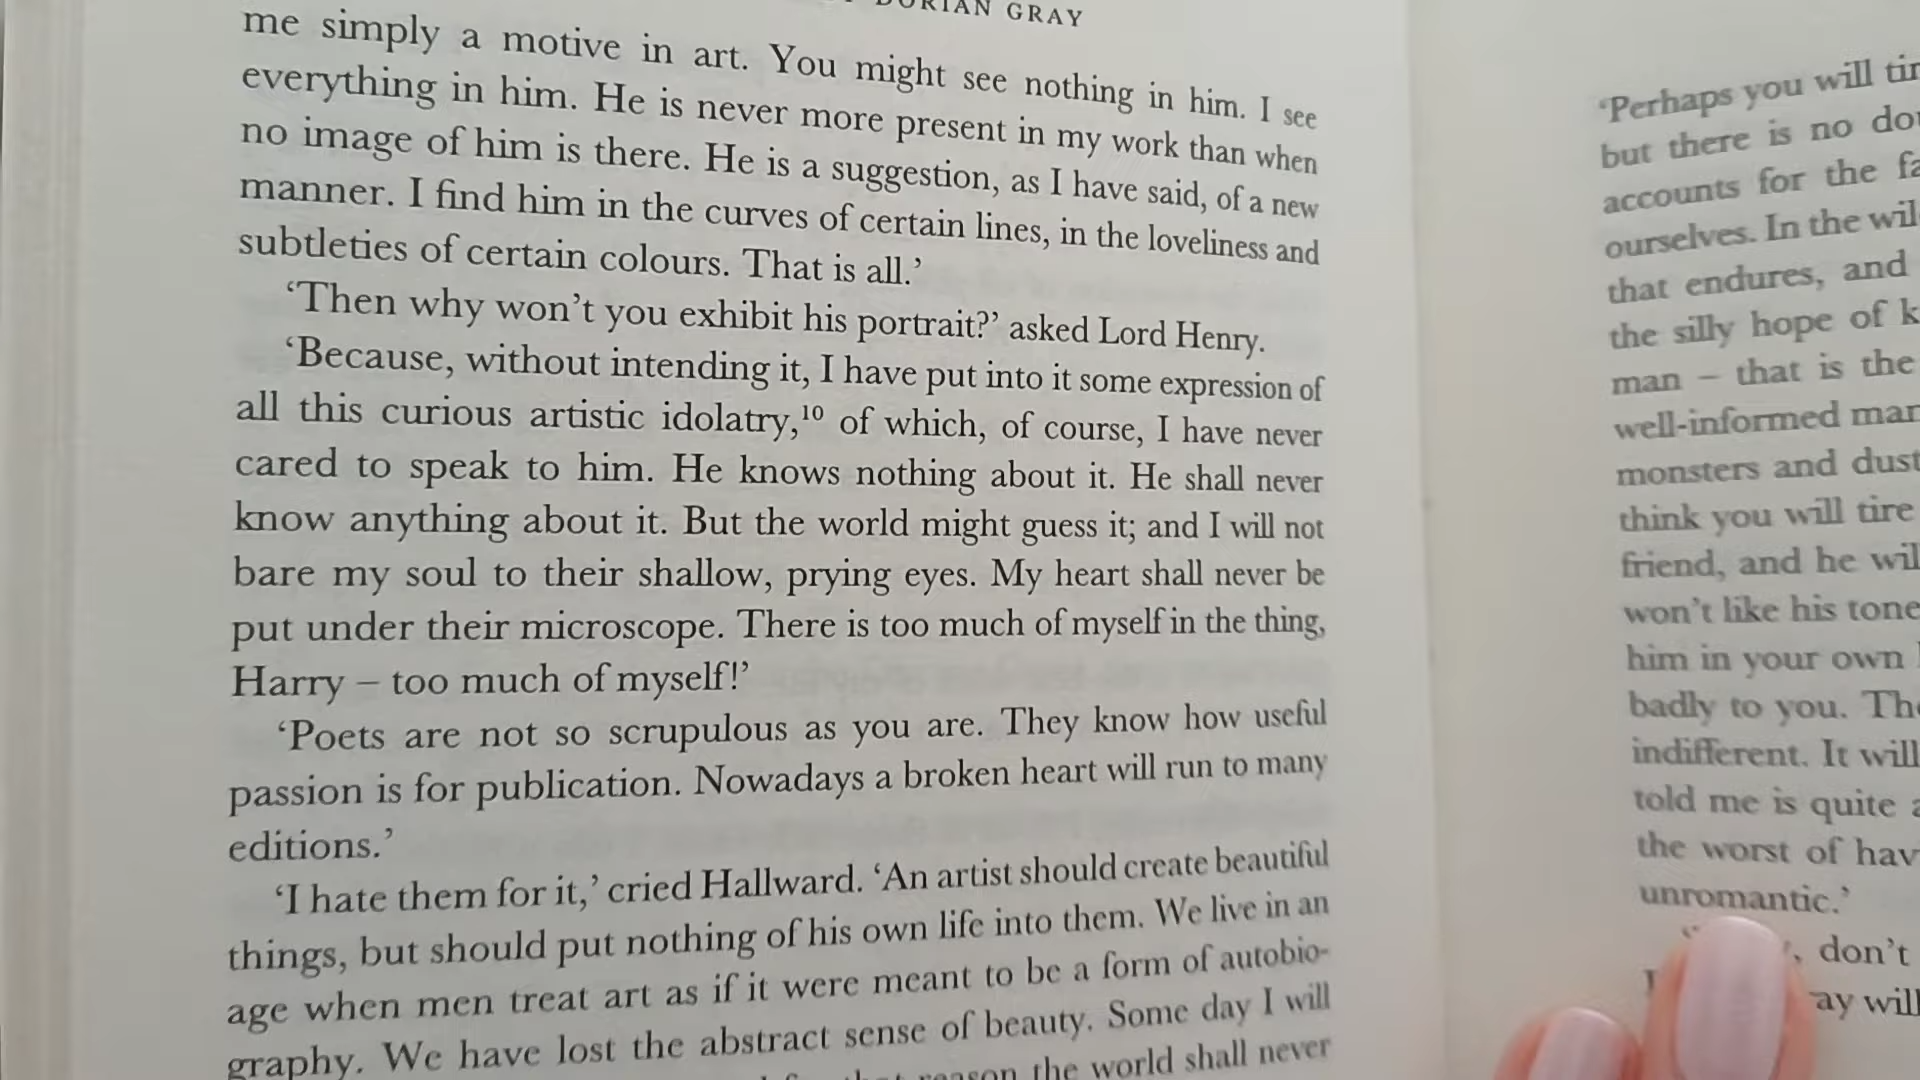 DORIAN GRAY
me simply a motive in art. You might see nothing in him. I see
everything in him. He is never more present in my work than when
no image of him is there. He is a suggestion, as I have said, of a new
manner. I find him in the curves of certain lines, in the loveliness and
subtleties of certain colours. That is all.’
‘Then why won’t you exhibit his portrait?’ asked Lord Henry.
‘Because, without intending it, I have put into it some expression of
all this curious artistic idolatry,¹⁰ of which, of course, I have never
cared to speak to him. He knows nothing about it. He shall never
know anything about it. But the world might guess it; and I will not
bare my soul to their shallow, prying eyes. My heart shall never be
put under their microscope. There is too much of myself in the thing,
Harry – too much of myself!’
‘Poets are not so scrupulous as you are. They know how useful
passion is for publication. Nowadays a broken heart will run to many
editions.’
‘I hate them for it,’ cried Hallward. ‘An artist should create beautiful
things, but should put nothing of his own life into them. We live in an
age when men treat art as if it were meant to be a form of autobio-
graphy. We have lost the abstract sense of beauty. Some day I will
reason the world shall never
‘Perhaps you will
but there is no
accounts for the
ourselves. In the
that endures, and
the silly hope of
man – that is the
well-informed
monsters and
think you will tire
friend, and he
won’t like his
him in your own
badly to you.
indifferent. It will
told me is quite
the worst of
unromantic.’
don’t
will